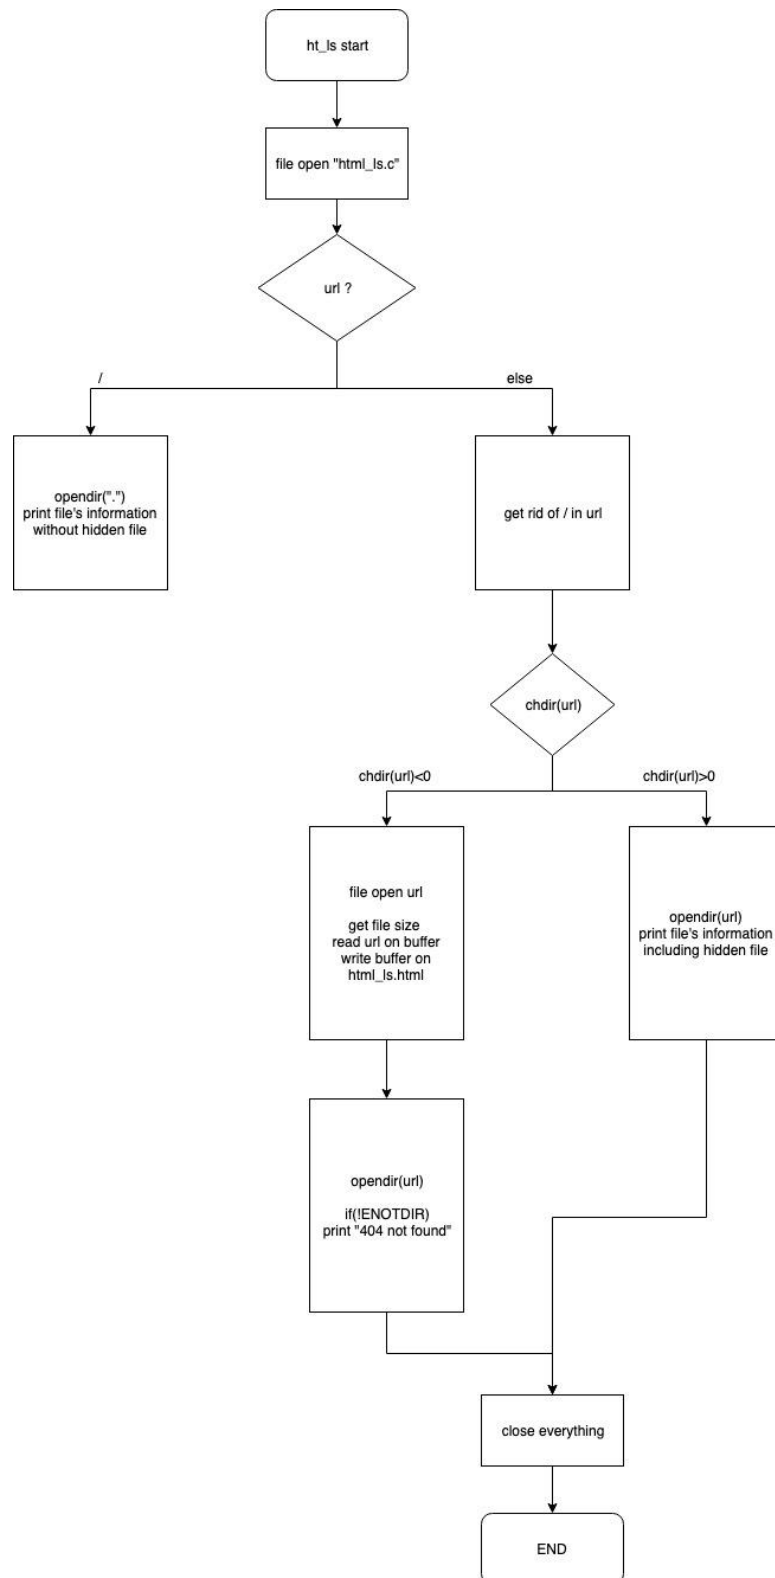 ht_ls start
file open "html_ls.c"
url ?
/
else
opendir(".")
print file's information
without hidden file
get rid of / in url
chdir(url)
chdir(url)<0
chdir(url)>0
file open url
get file size
read url on buffer
write buffer on
html_ls.html
opendir(url)
print file's information
including hidden file
opendir(url)
if(!ENOTDIR)
print "404 not found"
close everything
END